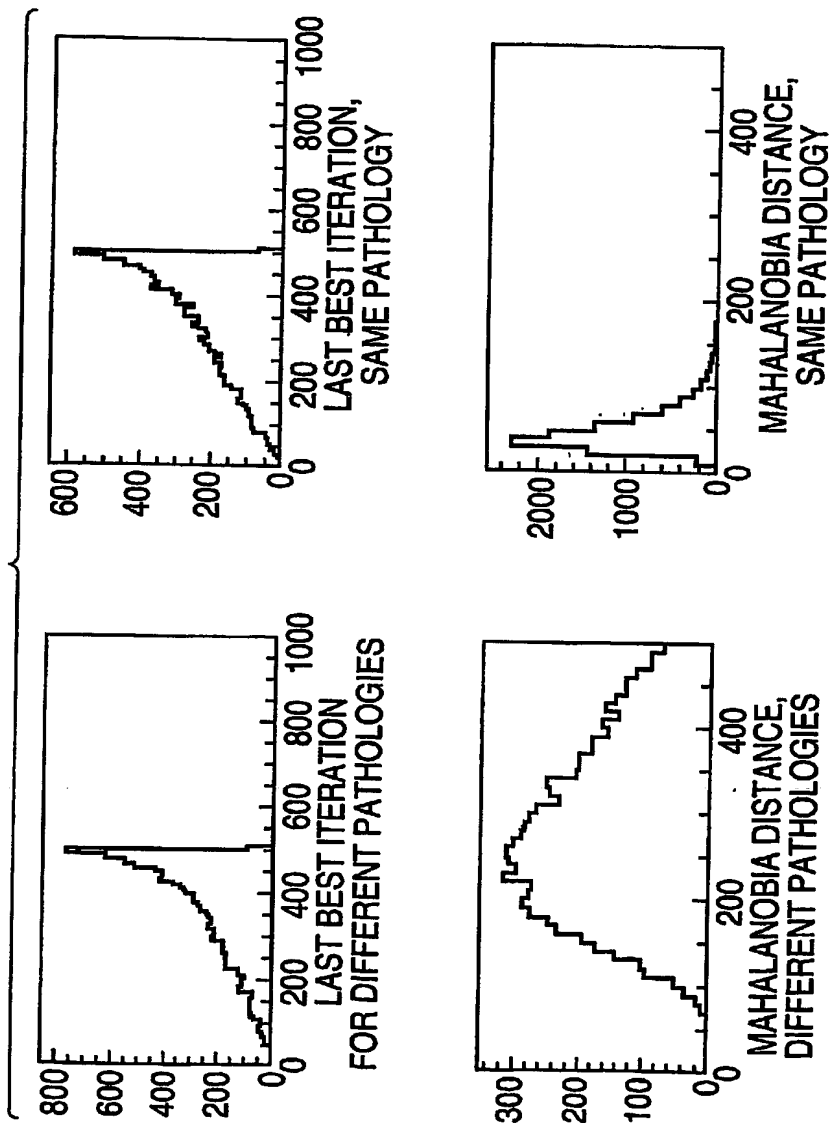 800
600
400
200
0
0 200 400 600 800 1000
LAST BEST ITERATION
FOR DIFFERENT PATHOLOGIES
600
400
200
0
0 200 400 600 800 1000
LAST BEST ITERATION,
SAME PATHOLOGY
300
200
100
0
0 200 400
MAHALANOBIA DISTANCE,
DIFFERENT PATHOLOGIES
2000
1000
0
0 200 400
MAHALANOBIA DISTANCE,
SAME PATHOLOGY